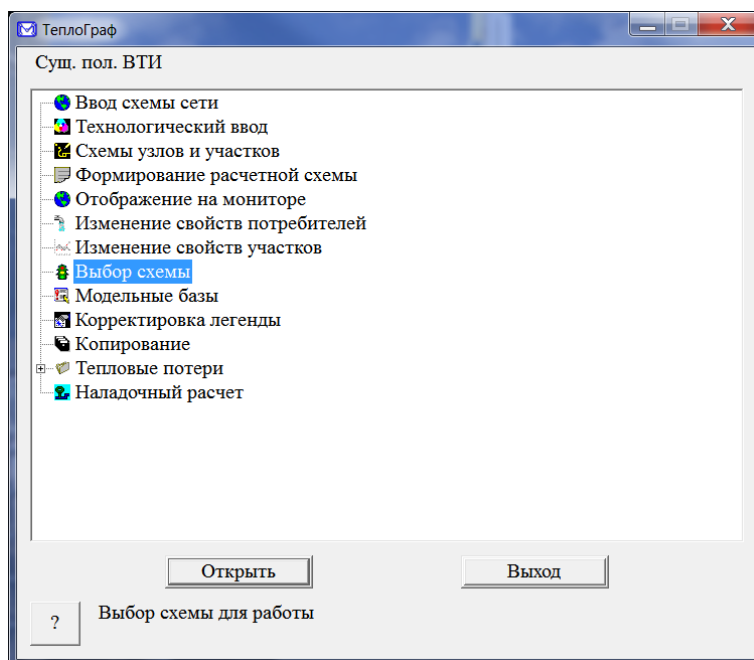 ТеплоГраф
Сущ. пол. ВТИ
Ввод схемы сети
Технологический ввод
Схемы узлов и участков
Формирование расчетной схемы
Отображение на мониторе
Изменение свойств потребителей
Изменение свойств участков
Выбор схемы
Модельные базы
Корректировка легенды
Копирование
Тепловые потери
Наладочный расчет
Открыть
Выход
?
Выбор схемы для работы